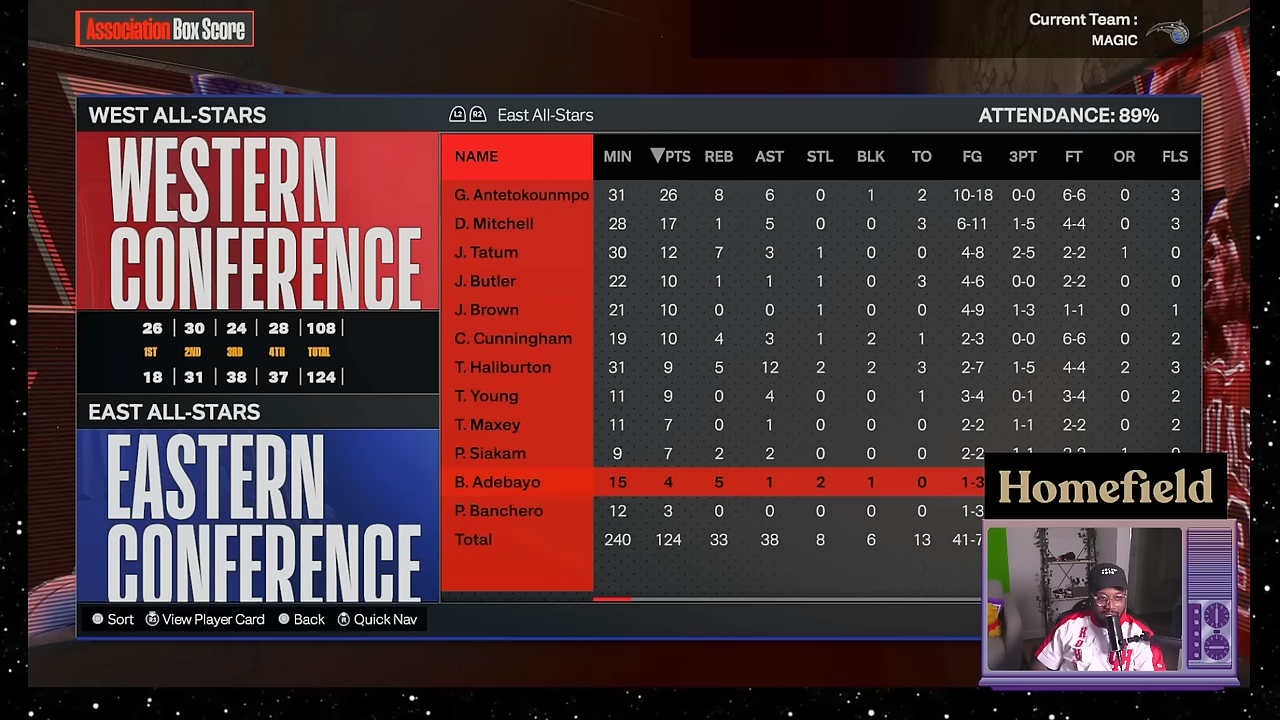 Association Box Score
Current Team :
MAGIC
WEST ALL-STARS
L2 R2 East All-Stars
ATTENDANCE: 89%
WESTERN
CONFERENCE
26 | 30 | 24 | 28 | 108 |
1ST 2ND 3RD 4TH TOTAL
18 | 31 | 38 | 37 | 124 |
EAST ALL-STARS
EASTERN
CONFERENCE
NAME MIN PTS REB AST STL BLK TO FG 3PT FT OR FLS
G. Antetokounmpo 31 26 8 6 0 1 2 10-18 0-0 6-6 0 3
D. Mitchell 28 17 1 5 0 0 3 6-11 1-5 4-4 0 3
J. Tatum 30 12 7 3 1 0 0 4-8 2-5 2-2 1 0
J. Butler 22 10 1 1 1 0 3 4-6 0-0 2-2 0 0
J. Brown 21 10 0 0 1 0 0 4-9 1-3 1-1 0 1
C. Cunningham 19 10 4 3 1 2 1 2-3 0-0 6-6 0 2
T. Haliburton 31 9 5 12 2 2 3 2-7 1-5 4-4 2 3
T. Young 11 9 0 4 0 0 1 3-4 0-1 3-4 0 2
T. Maxey 11 7 0 1 0 0 0 2-2 1-1 2-2 0 2
P. Siakam 9 7 2 2 0 0 0 2-2
B. Adebayo 15 4 5 1 2 1 0 1-3
P. Banchero 12 3 0 0 0 0 0 1-3
Total 240 124 33 38 8 6 13 41-7
Homefield
Sort R3 View Player Card Back R Quick Nav